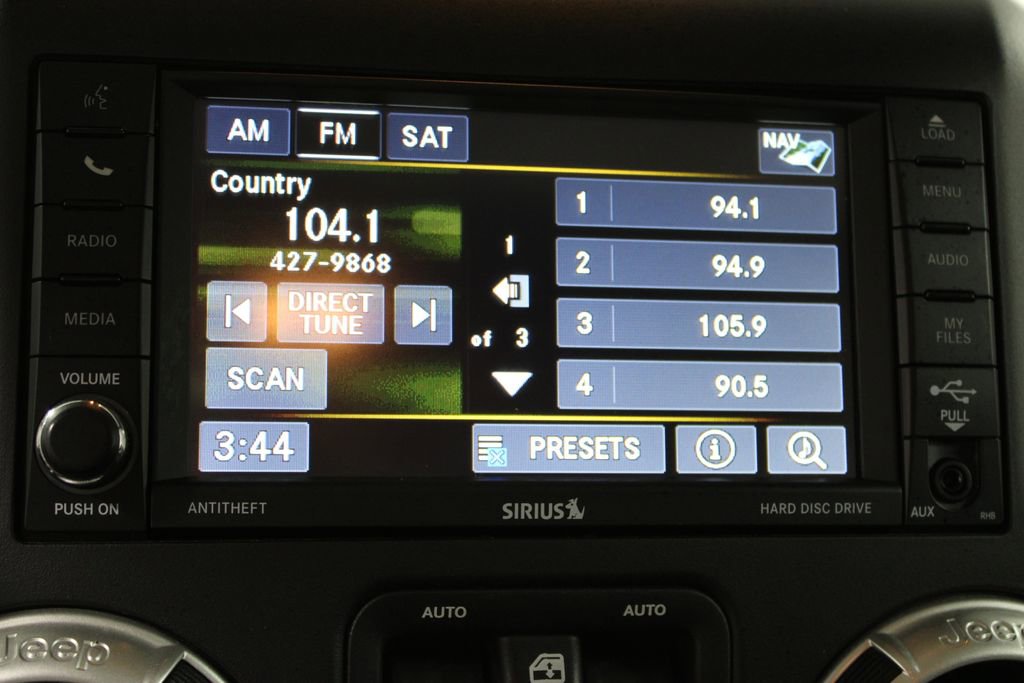 AM FM SAT NAV
Country
104.1
427-9868
DIRECT
TUNE
SCAN
3:44
1
of 3
1 94.1
2 94.9
3 105.9
4 90.5
PRESETS
i
RADIO
MEDIA
VOLUME
PUSH ON
LOAD
MENU
AUDIO
MY
FILES
PULL
AUX
RHB
ANTITHEFT
SIRIUS
HARD DISC DRIVE
AUTO
AUTO
Jeep
Jeep